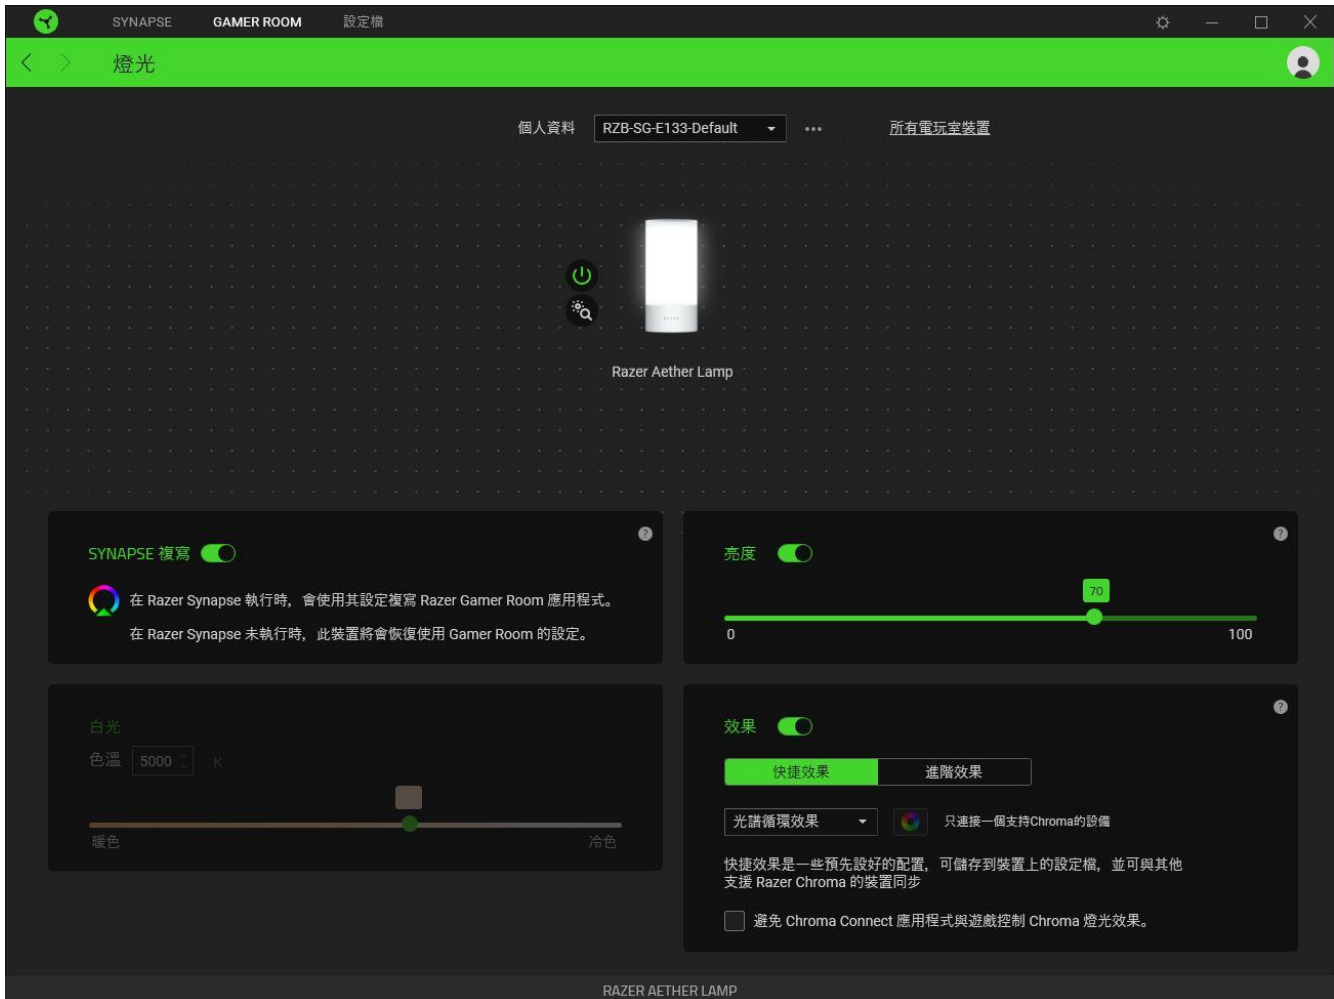 SYNAPSE GAMER ROOM 設定檔
燈光
個人資料 RZB-SG-E133-Default 所有電玩室裝置
Razer Aether Lamp
SYNAPSE 複寫
在 Razer Synapse 執行時，會使用其設定複寫 Razer Gamer Room 應用程式。
在 Razer Synapse 未執行時，此裝置將會恢復使用 Gamer Room 的設定。
亮度
70
0 100
白光
色溫 5000 K
暖色 冷色
效果
快捷效果 進階效果
光譜循環效果 只連接一個支持Chroma的設備
快捷效果是一些預先設好的配置，可儲存到裝置上的設定檔，並可與其他
支援 Razer Chroma 的裝置同步
避免 Chroma Connect 應用程式與遊戲控制 Chroma 燈光效果。
RAZER AETHER LAMP